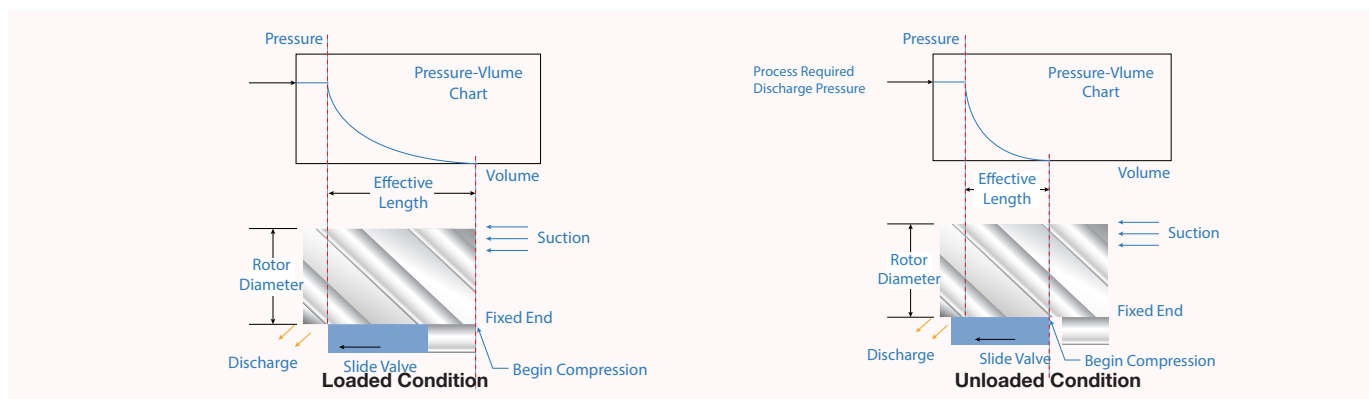 Pressure
Pressure-Vlume
Chart
Volume
Effective
Length
Suction
Rotor
Diameter
Fixed End
Discharge
Slide Valve
Begin Compression
Loaded Condition
Pressure
Process Required
Discharge Pressure
Pressure-Vlume
Chart
Volume
Effective
Length
Suction
Rotor
Diameter
Fixed End
Discharge
Slide Valve
Begin Compression
Unloaded Condition